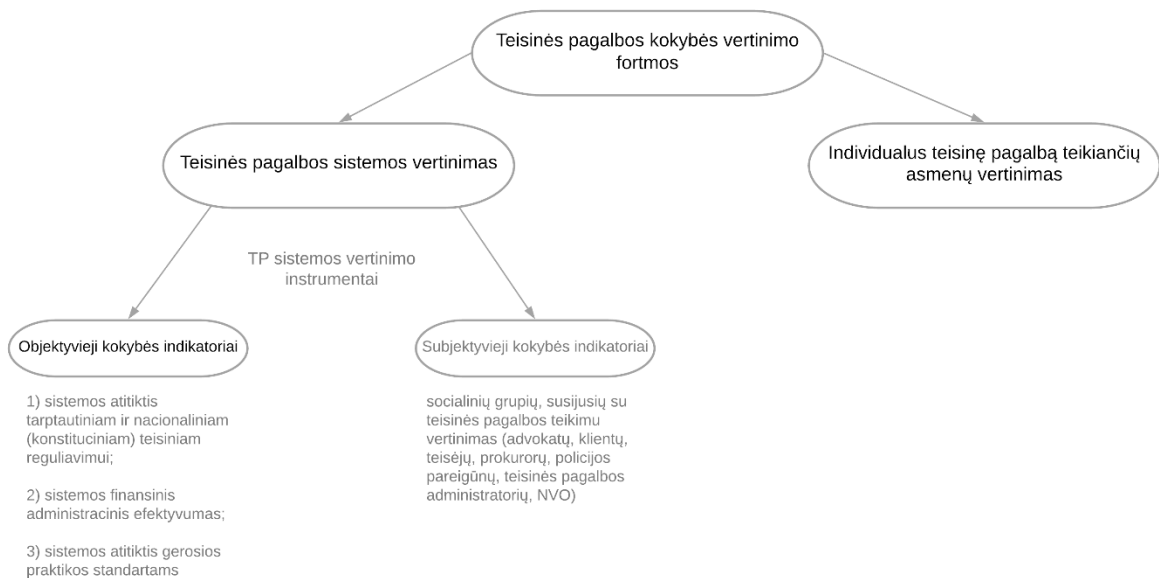 Teisinės pagalbos kokybės vertinimo
fortmos
Teisinės pagalbos sistemos vertinimas
Individualus teisinę pagalbą teikiančių
asmenų vertinimas
TP sistemos vertinimo
instrumentai
Objektyvieji kokybės indikatoriai
Subjektyvieji kokybės indikatoriai
1) sistemos atitiktis
tarptautiniam ir nacionaliniam
(konstituciniam) teisiniam
reguliavimui;
2) sistemos finansinis
administracinis efektyvumas;
3) sistemos atitiktis gerosios
praktikos standartams
socialinių grupių, susijusių su
teisinės pagalbos teikimu
vertinimas (advokatų, klientų,
teisėjų, prokurorų, policijos
pareigūnų, teisinės pagalbos
administratorių, NVO)